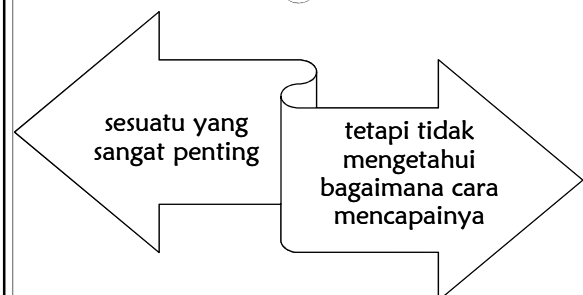 sesuatu yang
sangat penting
tetapi tidak
mengetahui
bagaimana cara
mencapainya